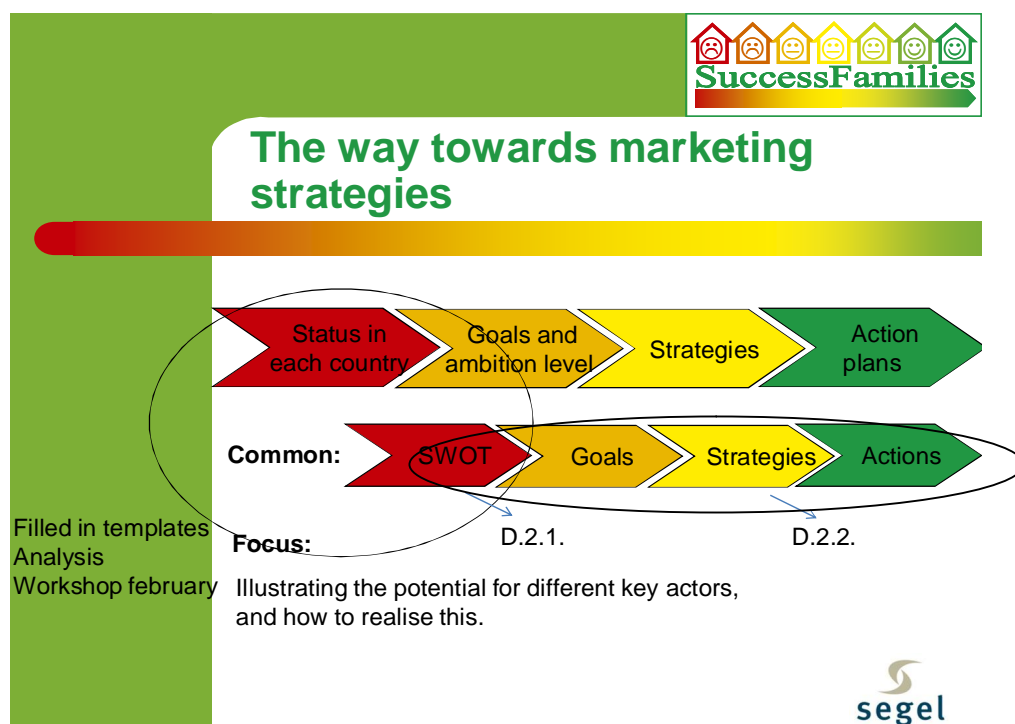 SuccessFamilies
The way towards marketing
strategies
Status in
each country
Goals and
ambition level
Strategies
Action
plans
Common:
SWOT
Goals
Strategies
Actions
D.2.1.
D.2.2.
Filled in templates
Analysis
Workshop february
Focus:
Illustrating the potential for different key actors,
and how to realise this.
segel